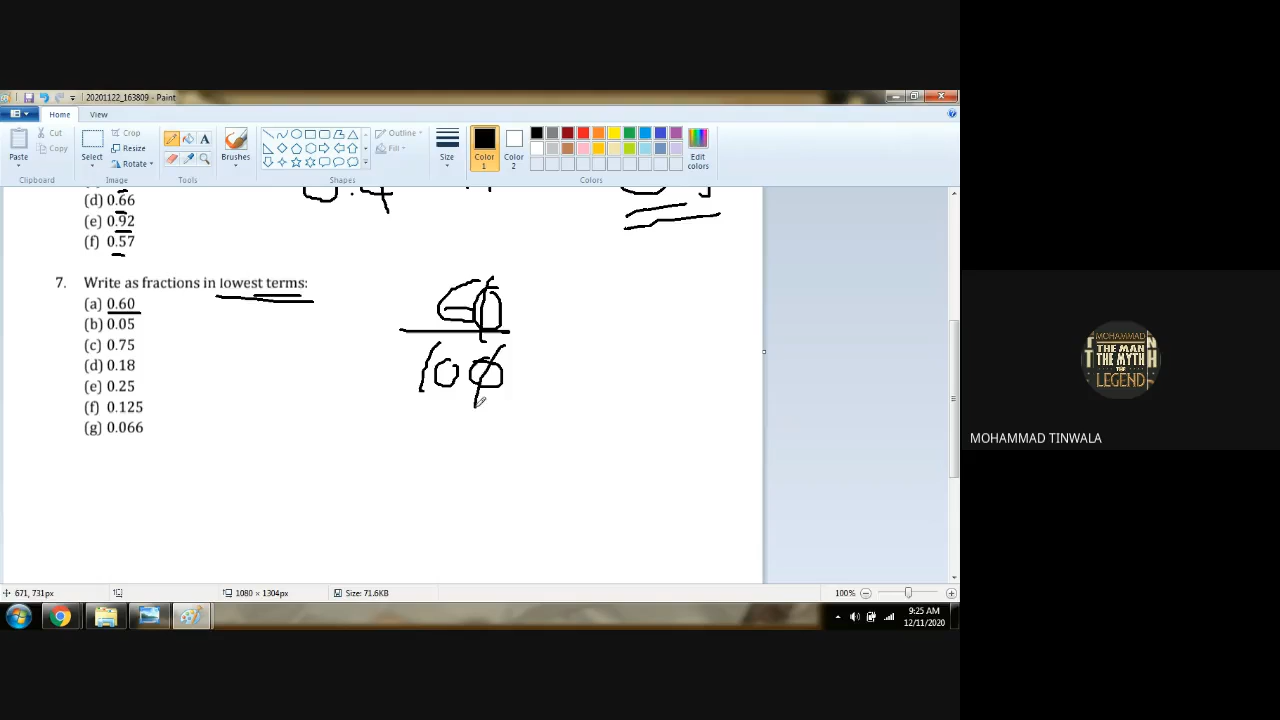 20201122_163809 - Paint
Home
View
Cut
Copy
Paste
Crop
Resize
Rotate
Select
A
Brushes
Outline
Fill
Size
Color 1
Color 2
Edit colors
Clipboard
Image
Tools
Shapes
Colors
(d) 0.66
(e) 0.92
(f) 0.57
7. Write as fractions in lowest terms:
(a) 0.60
(b) 0.05
(c) 0.75
(d) 0.18
(e) 0.25
(f) 0.125
(g) 0.066
60
100
MOHAMMAD
THE MAN
THE MYTH
THE
LEGEND
MOHAMMAD TINWALA
671, 731px
1080 × 1304px
Size: 71.6KB
100%
9:25 AM
12/11/2020